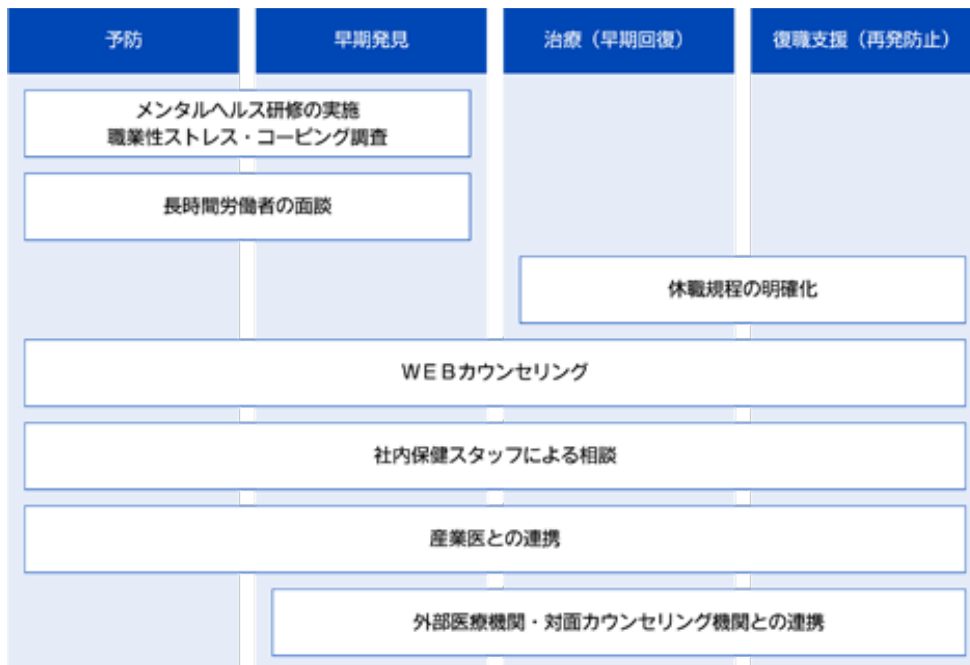 予防
早期発見
治療（早期回復）
復職支援（再発防止）
メンタルヘルス研修の実施
職業性ストレス・コーピング調査
長時間労働者の面談
休職規程の明確化
ＷＥＢカウンセリング
社内保健スタッフによる相談
産業医との連携
外部医療機関・対面カウンセリング機関との連携